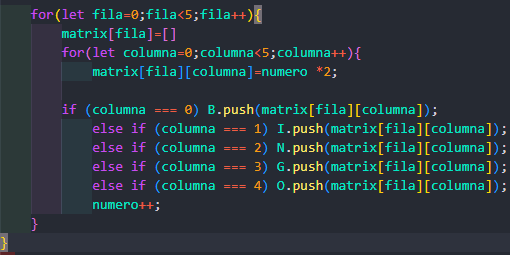 for(let fila=0;fila<5;fila++){
matrix[fila]=[]
for(let columna=0;columna<5;columna++){
matrix[fila][columna]=numero *2;
if (columna === 0) B.push(matrix[fila][columna]);
else if (columna === 1) I.push(matrix[fila][columna]);
else if (columna === 2) N.push(matrix[fila][columna]);
else if (columna === 3) G.push(matrix[fila][columna]);
else if (columna === 4) O.push(matrix[fila][columna]);
numero++;
}
}